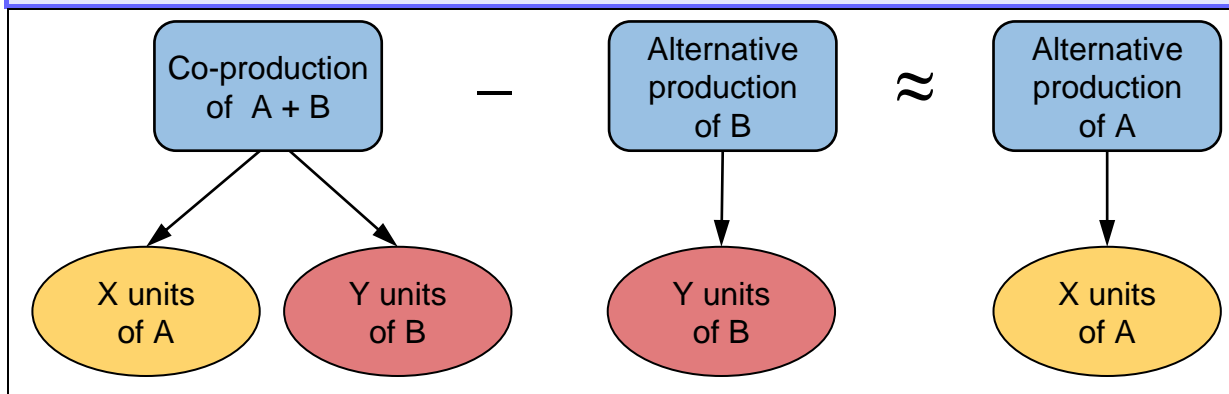 Co-production
of A + B
–
Alternative
production
of B
≈
Alternative
production
of A
X units
of A
Y units
of B
Y units
of B
X units
of A